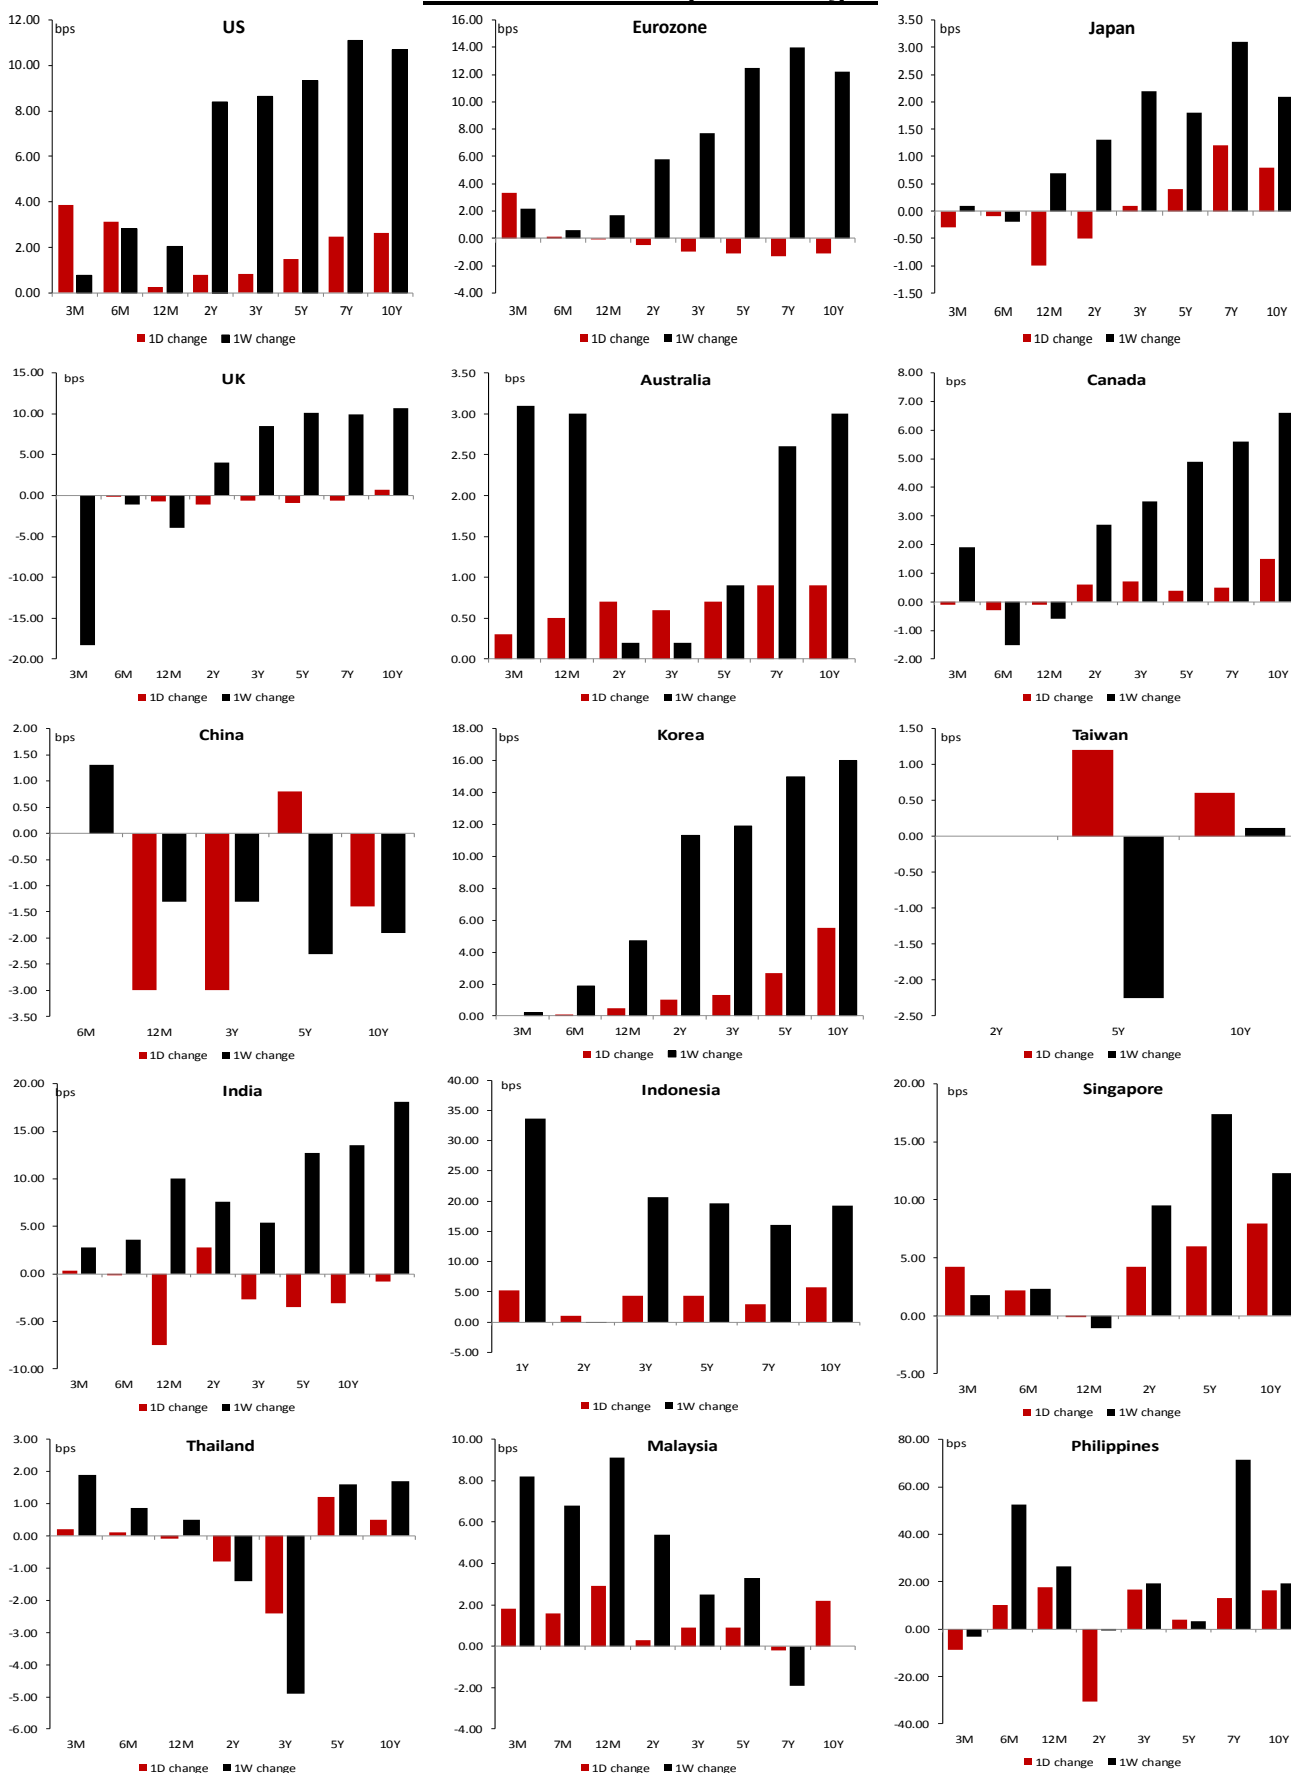 US
bps
12.00
10.00
8.00
6.00
4.00
2.00
0.00
3M 6M 12M 2Y 3Y 5Y 7Y 10Y
1D change 1W change
Eurozone
bps
16.00
14.00
12.00
10.00
8.00
6.00
4.00
2.00
0.00
-2.00
-4.00
3M 6M 12M 2Y 3Y 5Y 7Y 10Y
1D change 1W change
Japan
bps
3.50
3.00
2.50
2.00
1.50
1.00
0.50
0.00
-0.50
-1.00
-1.50
3M 6M 12M 2Y 3Y 5Y 7Y 10Y
1D change 1W change
UK
bps
15.00
10.00
5.00
0.00
-5.00
-10.00
-15.00
-20.00
3M 6M 12M 2Y 3Y 5Y 7Y 10Y
1D change 1W change
Australia
bps
3.50
3.00
2.50
2.00
1.50
1.00
0.50
0.00
3M 12M 2Y 3Y 5Y 7Y 10Y
1D change 1W change
Canada
bps
8.00
7.00
6.00
5.00
4.00
3.00
2.00
1.00
0.00
-1.00
-2.00
3M 6M 12M 2Y 3Y 5Y 7Y 10Y
1D change 1W change
China
bps
2.00
1.50
1.00
0.50
0.00
-0.50
-1.00
-1.50
-2.00
-2.50
-3.00
-3.50
6M 12M 3Y 5Y 10Y
1D change 1W change
Korea
bps
18.00
16.00
14.00
12.00
10.00
8.00
6.00
4.00
2.00
0.00
3M 6M 12M 2Y 3Y 5Y 10Y
1D change 1W change
Taiwan
bps
1.50
1.00
0.50
0.00
-0.50
-1.00
-1.50
-2.00
-2.50
2Y 5Y 10Y
1D change 1W change
India
bps
20.00
15.00
10.00
5.00
0.00
-5.00
-10.00
3M 6M 12M 2Y 3Y 5Y 10Y
1D change 1W change
Indonesia
bps
40.00
35.00
30.00
25.00
20.00
15.00
10.00
5.00
0.00
-5.00
1Y 2Y 3Y 5Y 7Y 10Y
1D change 1W change
Singapore
bps
20.00
15.00
10.00
5.00
0.00
-5.00
3M 6M 12M 2Y 5Y 10Y
1D change 1W change
Thailand
bps
3.00
2.00
1.00
0.00
-1.00
-2.00
-3.00
-4.00
-5.00
-6.00
3M 6M 12M 2Y 3Y 5Y 10Y
1D change 1W change
Malaysia
bps
10.00
8.00
6.00
4.00
2.00
0.00
-2.00
-4.00
3M 7M 12M 2Y 3Y 5Y 7Y 10Y
1D change 1W change
Philippines
bps
80.00
60.00
40.00
20.00
0.00
-20.00
-40.00
3M 6M 12M 2Y 3Y 5Y 7Y 10Y
1D change 1W change